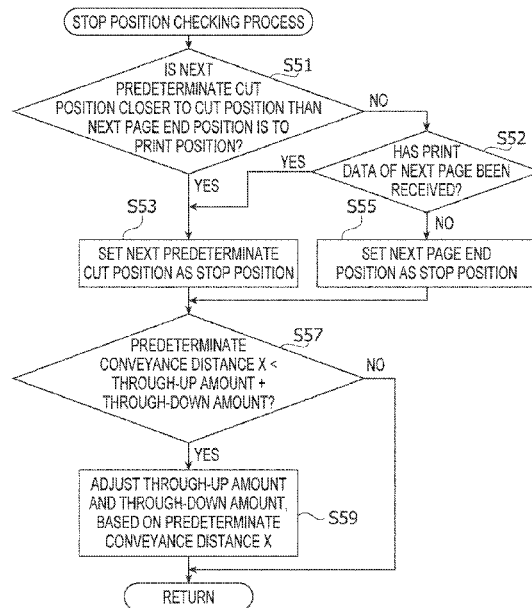 STOP POSITION CHECKING PROCESS
S51
IS NEXT
PREDETERMINATE CUT
POSITION CLOSER TO CUT POSITION THAN
NEXT PAGE END POSITION IS TO
PRINT POSITION?
NO
S52
HAS PRINT
DATA OF NEXT PAGE BEEN
RECEIVED?
YES
YES
NO
S53
SET NEXT PREDETERMINATE
CUT POSITION AS STOP POSITION
S55
SET NEXT PAGE END
POSITION AS STOP POSITION
S57
PREDETERMINATE
CONVEYANCE DISTANCE X <
THROUGH-UP AMOUNT +
THROUGH-DOWN AMOUNT?
NO
YES
ADJUST THROUGH-UP AMOUNT
AND THROUGH-DOWN AMOUNT,
BASED ON PREDETERMINATE
CONVEYANCE DISTANCE X
S59
RETURN